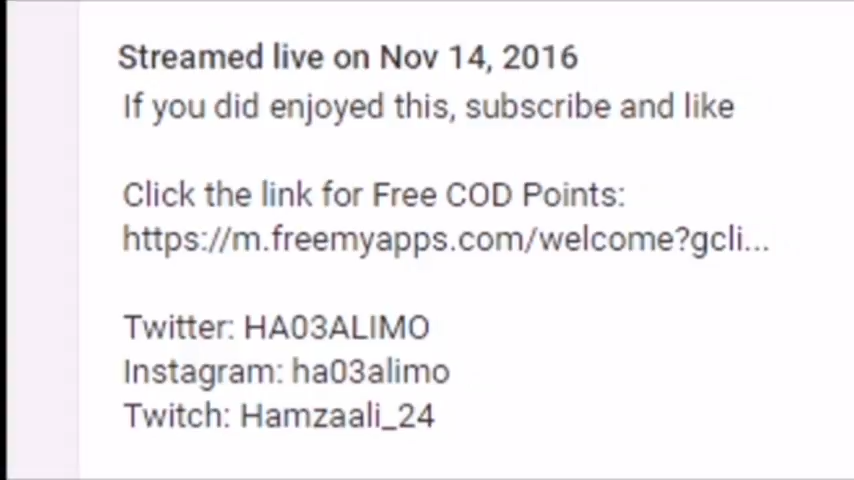 Streamed live on Nov 14, 2016
If you did enjoyed this, subscribe and like
Click the link for Free COD Points:
https://m.freemyapps.com/welcome?gcli...
Twitter: HA03ALIMO
Instagram: ha03alimo
Twitch: Hamzaali_24